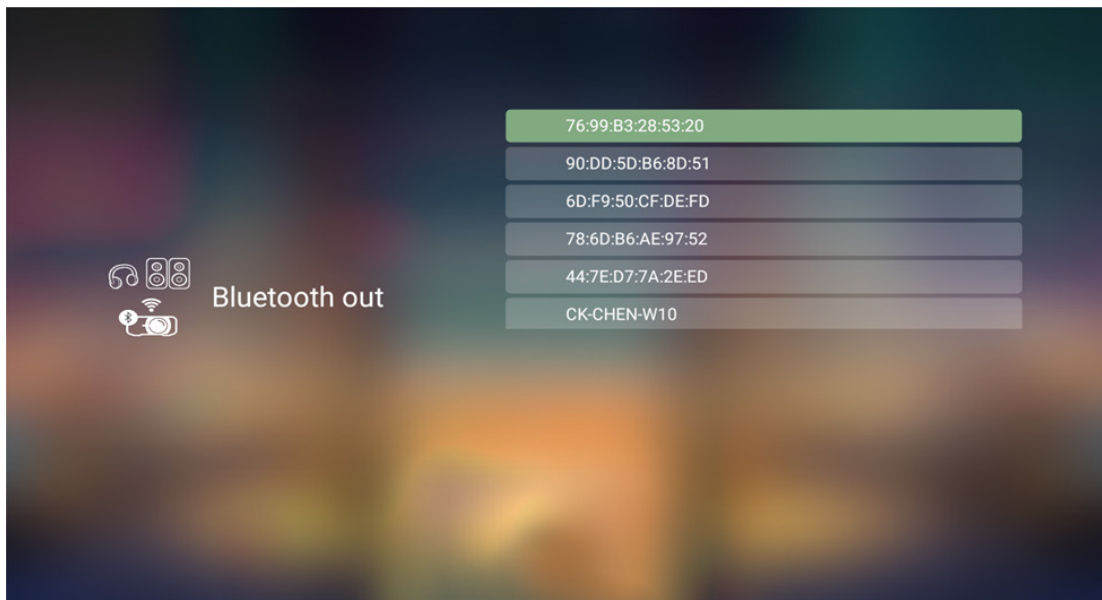 Bluetooth out
76:99:B3:28:53:20
90:DD:5D:B6:8D:51
6D:F9:50:CF:DE:FD
78:6D:B6:AE:97:52
44:7E:D7:7A:2E:ED
CK-CHEN-W10